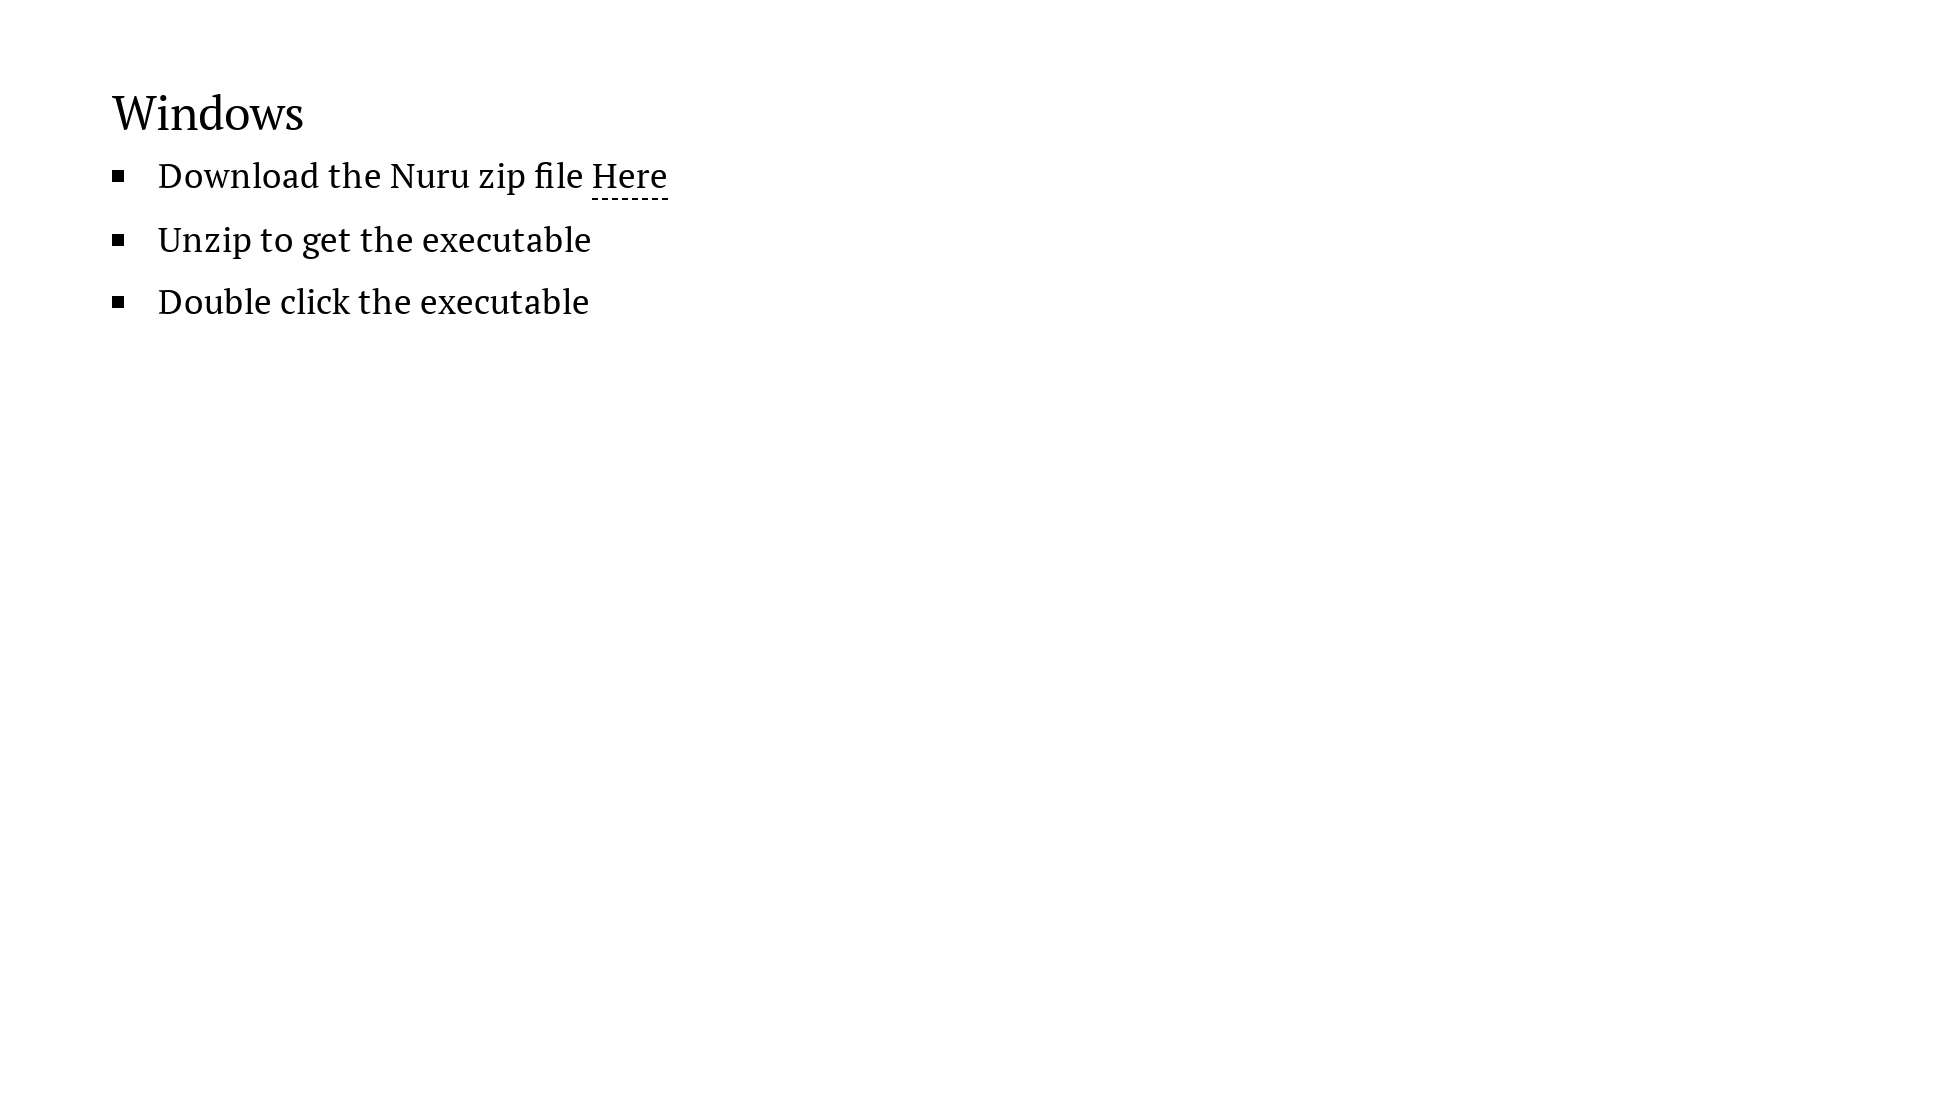 Windows
Download the Nuru zip file Here
Unzip to get the executable
Double click the executable